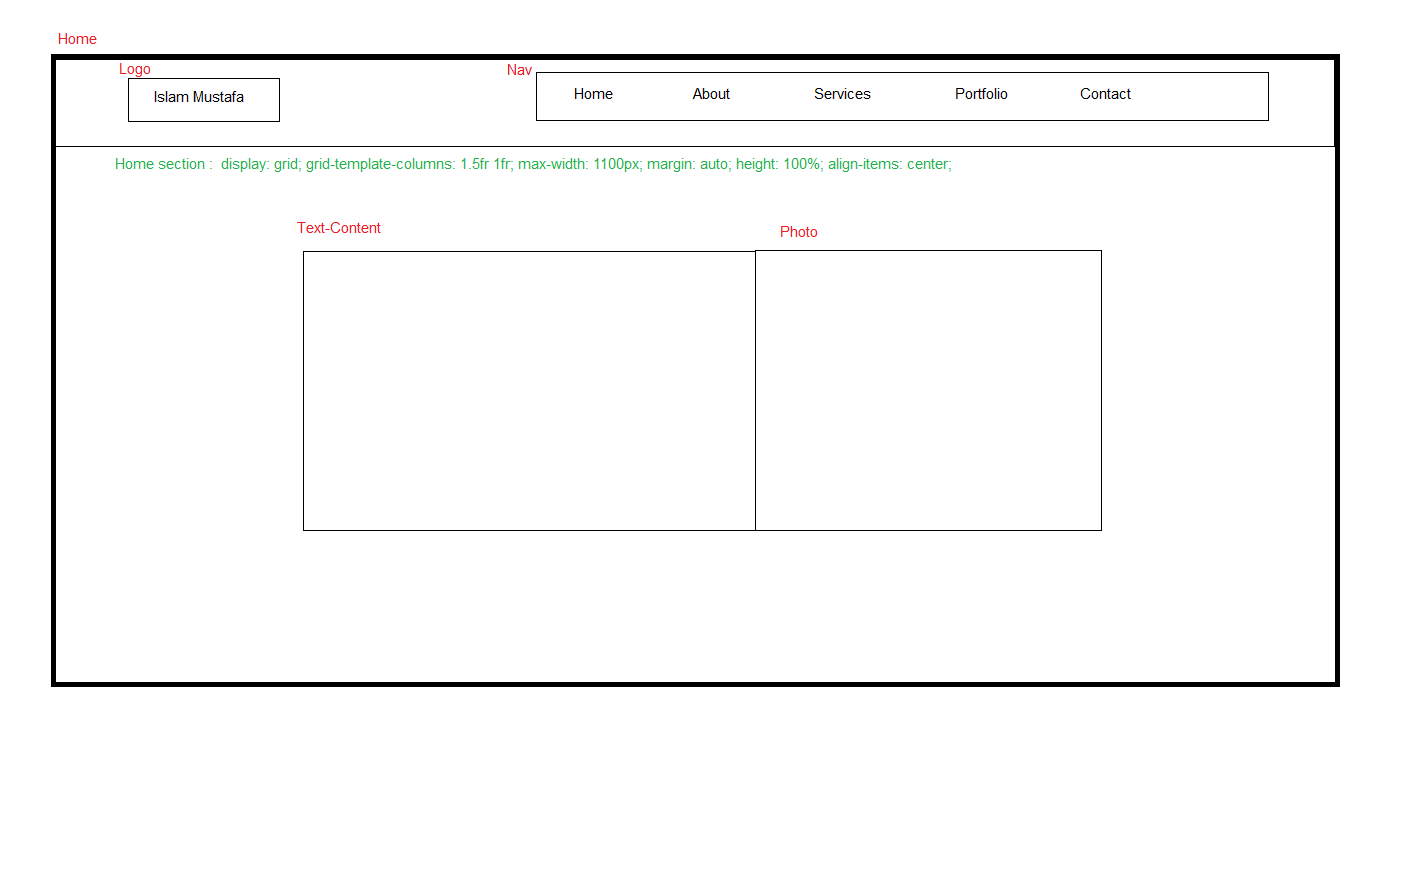 Home
Logo
Nav
Islam Mustafa
Home About Services Portfolio Contact
Home section : display: grid; grid-template-columns: 1.5fr 1fr; max-width: 1100px; margin: auto; height: 100%; align-items: center;
Text-Content
Photo